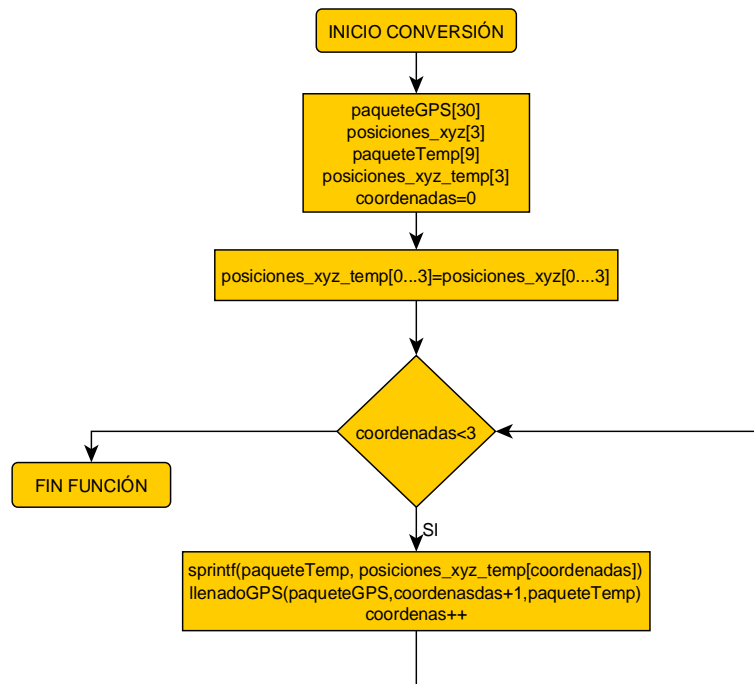 INICIO CONVERSIÓN
paqueteGPS[30]
posiciones_xyz[3]
paqueteTemp[9]
posiciones_xyz_temp[3]
coordenadas=0
posiciones_xyz_temp[0...3]=posiciones_xyz[0....3]
coordenadas<3
FIN FUNCIÓN
SI
sprintf(paqueteTemp, posiciones_xyz_temp[coordenadas])
llenadoGPS(paqueteGPS,coordenasdas+1,paqueteTemp)
coordenas++